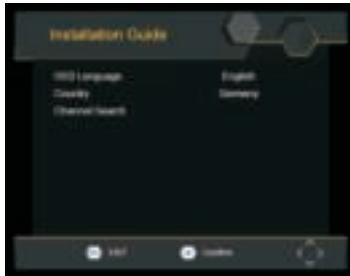 Installation Guide
OSD Language English
Country Germany
Channel Search
EXIT Confirm